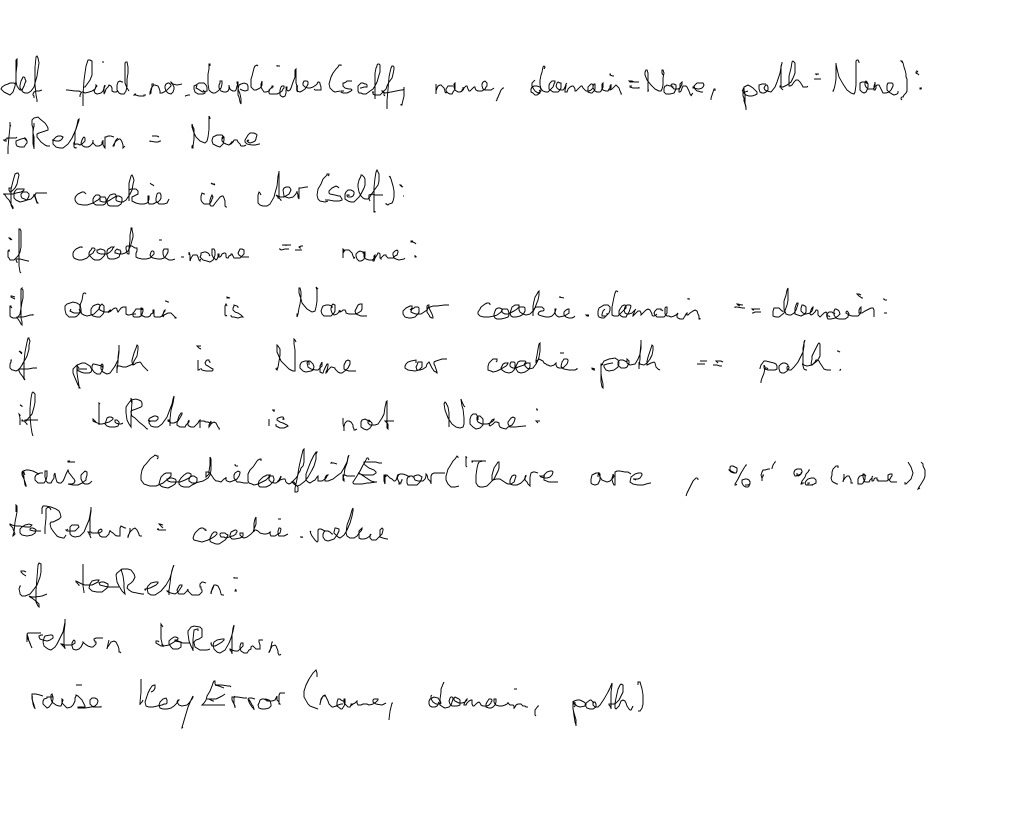 def find_no_duplicates(self, name, domain=None, path=None):
toReturn = None
for cookie in iter(self):
if cookie.name == name:
if domain is None or cookie.domain == domain:
if path is None or cookie.path == path:
if toReturn is not None:
raise CookieConflictError('There are , %r' % (name))
toReturn = cookie.value
if toReturn:
return toReturn
raise KeyError (name, domain, path)